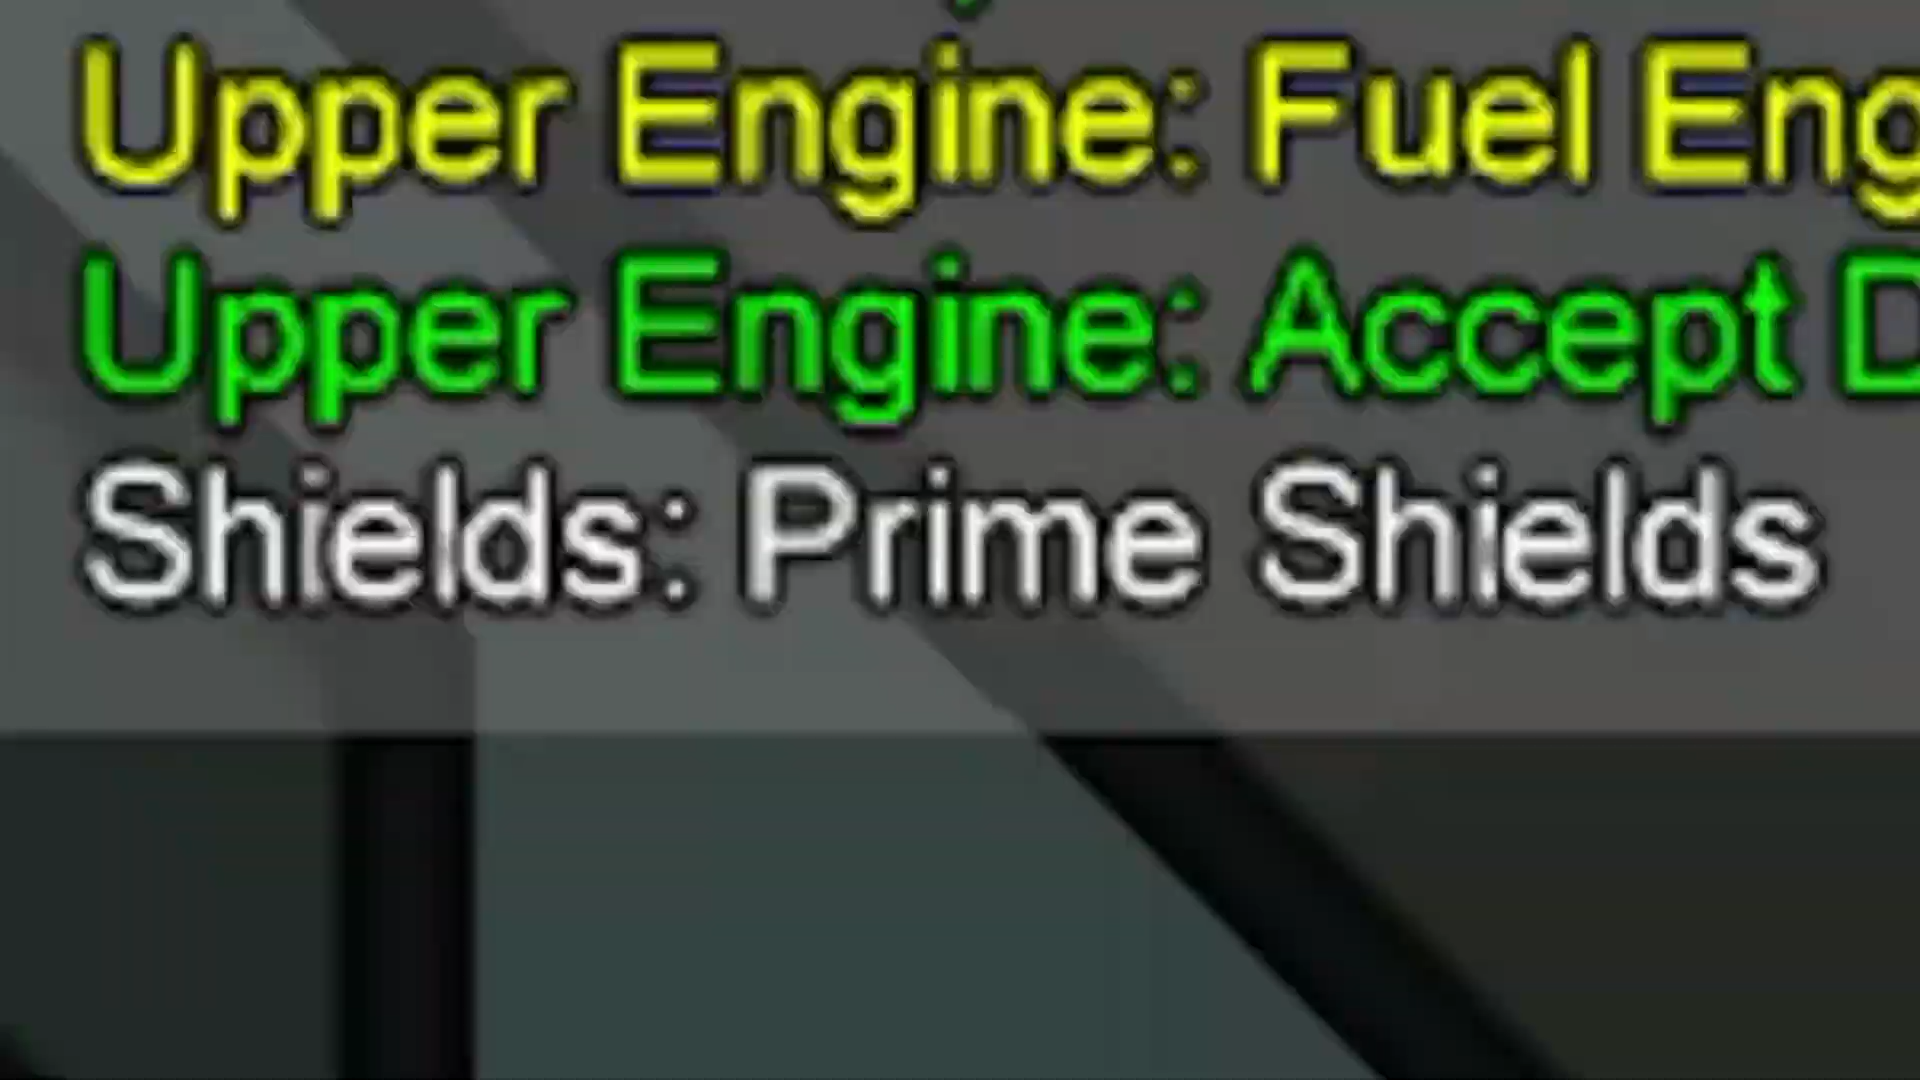 Upper Engine: Fuel Eng
Upper Engine: Accept D
Shields: Prime Shields